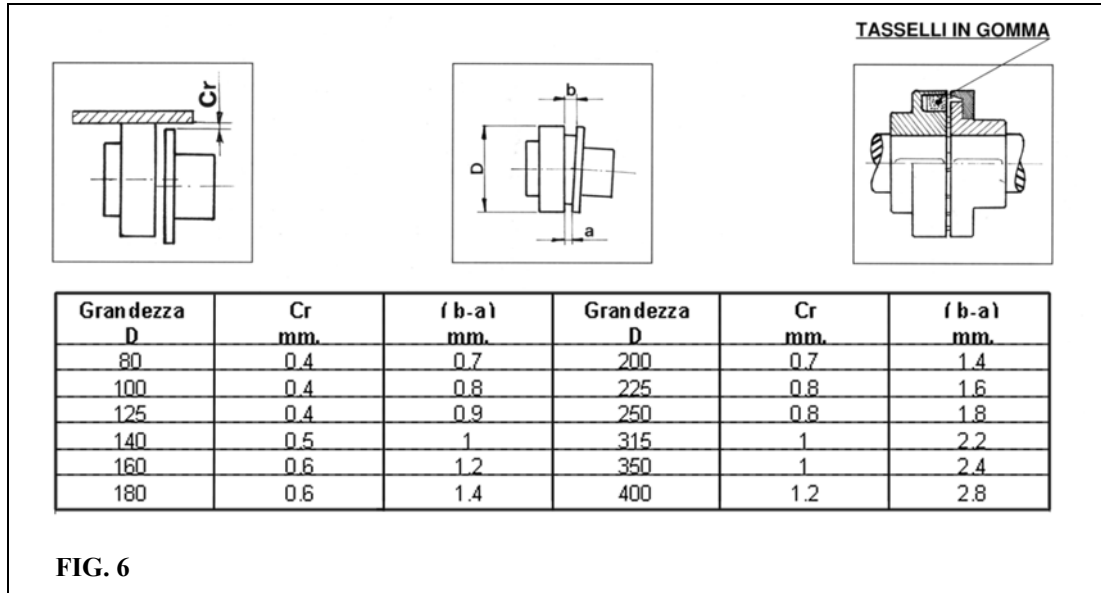 TASSELLI IN GOMMA
Cr
b
D
a
Grandezza D Cr mm. ( b-a) mm. Grandezza D Cr mm. ( b-a) mm.
80 0.4 0.7 200 0.7 1.4
100 0.4 0.8 225 0.8 1.6
125 0.4 0.9 250 0.8 1.8
140 0.5 1 315 1 2.2
160 0.6 1.2 350 1 2.4
180 0.6 1.4 400 1.2 2.8
FIG. 6